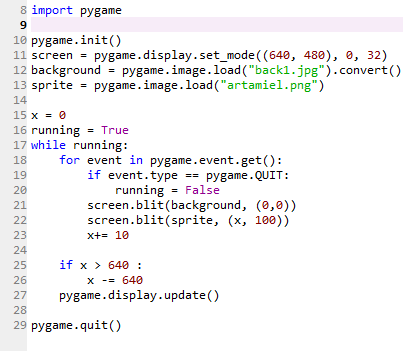 8 import pygame
9
10 pygame.init()
11 screen = pygame.display.set_mode((640, 480), 0, 32)
12 background = pygame.image.load("back1.jpg").convert()
13 sprite = pygame.image.load("artamiel.png")
14
15 x = 0
16 running = True
17 while running:
18     for event in pygame.event.get():
19         if event.type == pygame.QUIT:
20             running = False
21         screen.blit(background, (0,0))
22         screen.blit(sprite, (x, 100))
23         x+= 10
24
25     if x > 640 :
26         x -= 640
27     pygame.display.update()
28
29 pygame.quit()